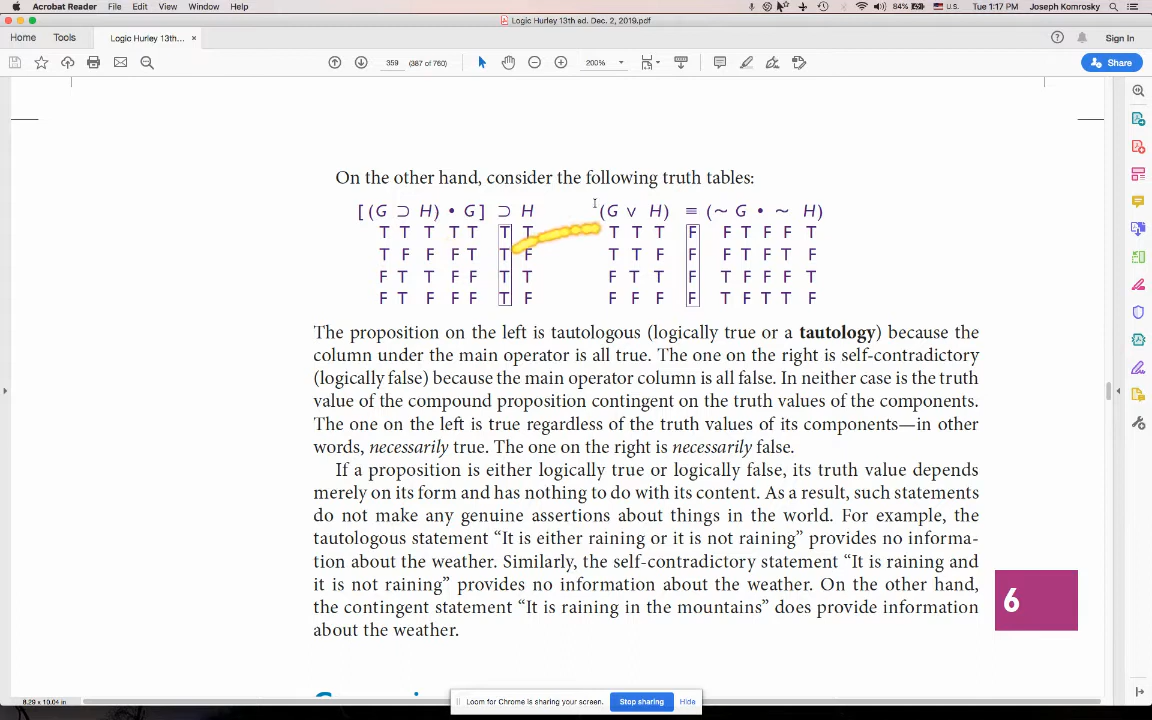 Acrobat Reader File Edit View Window Help 84% U.S. Tue 1:17 PM Joseph Komrosky
Logic Hurley 13th ed. Dec. 2, 2019.pdf
Home Tools Logic Hurley 13th... × Sign In
359 (387 of 760) 200% Share
On the other hand, consider the following truth tables:
[(G ⊃ H) • G] ⊃ H (G ∨ H) ≡ (~ G • ~ H)
T T T T T T T T T T F F T F F T
T F F F T T F T T F F F T F T F
F T T F F T T F T T F T F F F T
F T F F F T F F F F F T F T T F
The proposition on the left is tautologous (logically true or a tautology) because the
column under the main operator is all true. The one on the right is self-contradictory
(logically false) because the main operator column is all false. In neither case is the truth
value of the compound proposition contingent on the truth values of the components.
The one on the left is true regardless of the truth values of its components—in other
words, necessarily true. The one on the right is necessarily false.
If a proposition is either logically true or logically false, its truth value depends
merely on its form and has nothing to do with its content. As a result, such statements
do not make any genuine assertions about things in the world. For example, the
tautologous statement “It is either raining or it is not raining” provides no informa-
tion about the weather. Similarly, the self-contradictory statement “It is raining and
it is not raining” provides no information about the weather. On the other hand,
the contingent statement “It is raining in the mountains” does provide information
about the weather.
6
8.29 x 10.04 in
Loom for Chrome is sharing your screen. Stop sharing Hide